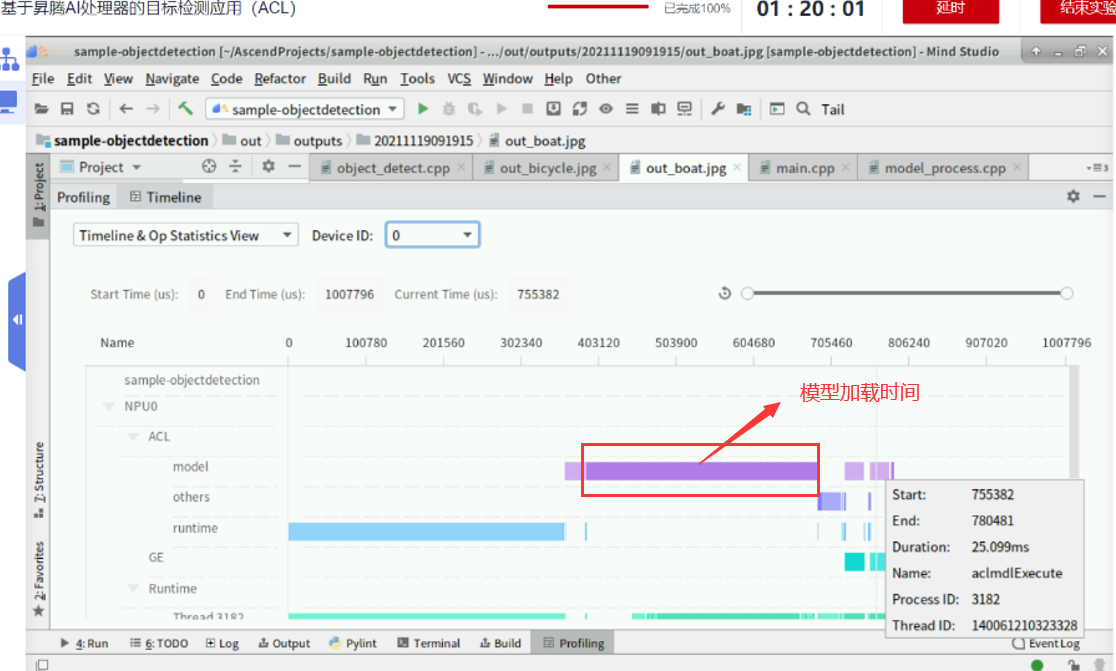 基于昇腾AI处理器的目标检测应用（ACL）
已完成100%
01 : 20 : 01
延时
结束实验
sample-objectdetection [~/AscendProjects/sample-objectdetection] - .../out/outputs/20211119091915/out_boat.jpg [sample-objectdetection] - Mind Studio
File Edit View Navigate Code Refactor Build Run Tools VCS Window Help Other
sample-objectdetection
Tail
sample-objectdetection out outputs 20211119091915 out_boat.jpg
1: Project
Project
object_detect.cpp out_bicycle.jpg out_boat.jpg main.cpp model_process.cpp
3
Profiling Timeline
Timeline & Op Statistics View Device ID: 0
Start Time (us): 0 End Time (us): 1007796 Current Time (us): 755382
Name 0 100780 201560 302340 403120 503900 604680 705460 806240 907020 1007796
sample-objectdetection
模型加载时间
NPU0
ACL
model
others
runtime
GE
Runtime
Thread 3182
Start: 755382
End: 780481
Duration: 25.099ms
Name: aclmdlExecute
Process ID: 3182
Thread ID: 140061210323328
7: Structure
2: Favorites
4: Run 6: TODO Log Output Pylint Terminal Build Profiling Event Log